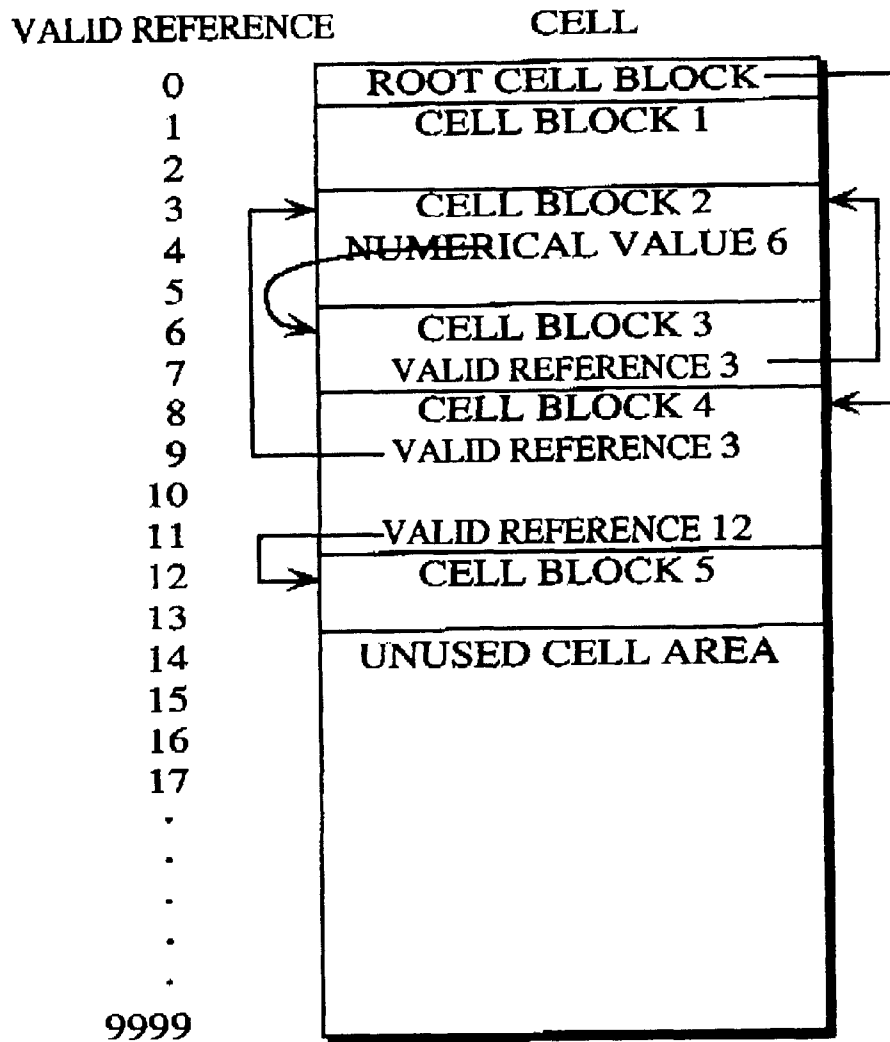 VALID REFERENCE CELL
0 ROOT CELL BLOCK
1 CELL BLOCK 1
2
3 CELL BLOCK 2
4 NUMERICAL VALUE 6
5
6 CELL BLOCK 3
7 VALID REFERENCE 3
8 CELL BLOCK 4
9 VALID REFERENCE 3
10
11 VALID REFERENCE 12
12 CELL BLOCK 5
13
14 UNUSED CELL AREA
15
16
17
.
.
.
.
.
9999